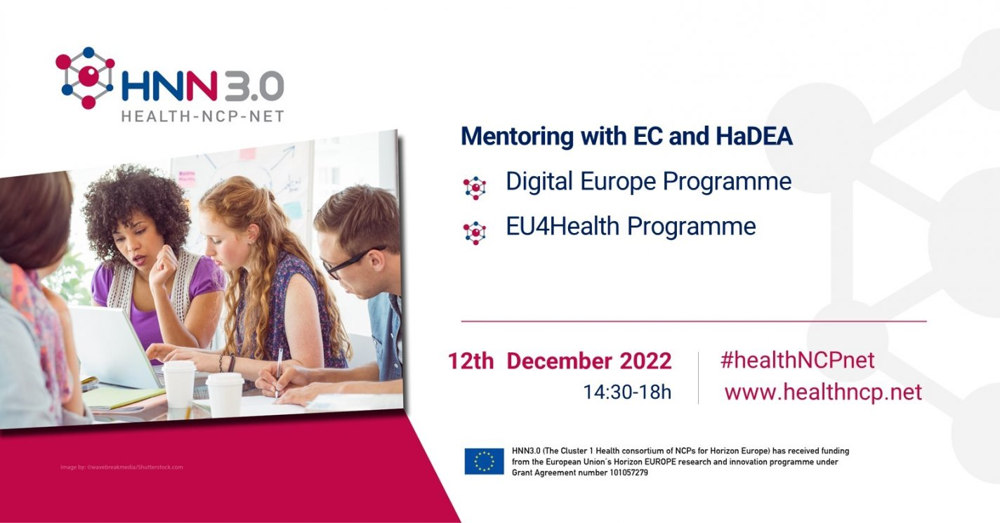 HNN 3.0
HEALTH-NCP-NET
Mentoring with EC and HaDEA
Digital Europe Programme
EU4Health Programme
12th December 2022
14:30-18h
#healthNCPnet
www.healthncp.net
HNN3.0 (The Cluster 1 Health consortium of NCPs for Horizon Europe) has received funding
from the European Union's Horizon EUROPE research and innovation programme under
Grant Agreement number 101057279
Image by: ©wavebreakmedia/Shutterstock.com